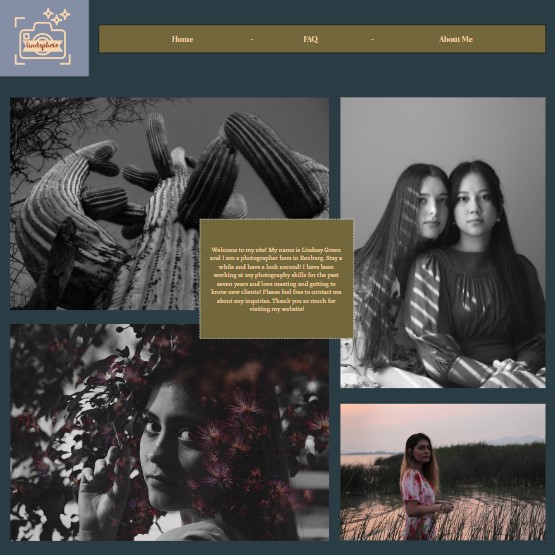 lindsphoto
Home - FAQ - About Me
Welcome to my site! My name is Lindsey Green
and I am a photographer here in Rexburg. Stay a
while and have a look around! I have been
working at my photography skills for the past
seven years and love meeting and getting to
know new clients! Please feel free to contact me
about any inquiries. Thank you so much for
visiting my website!